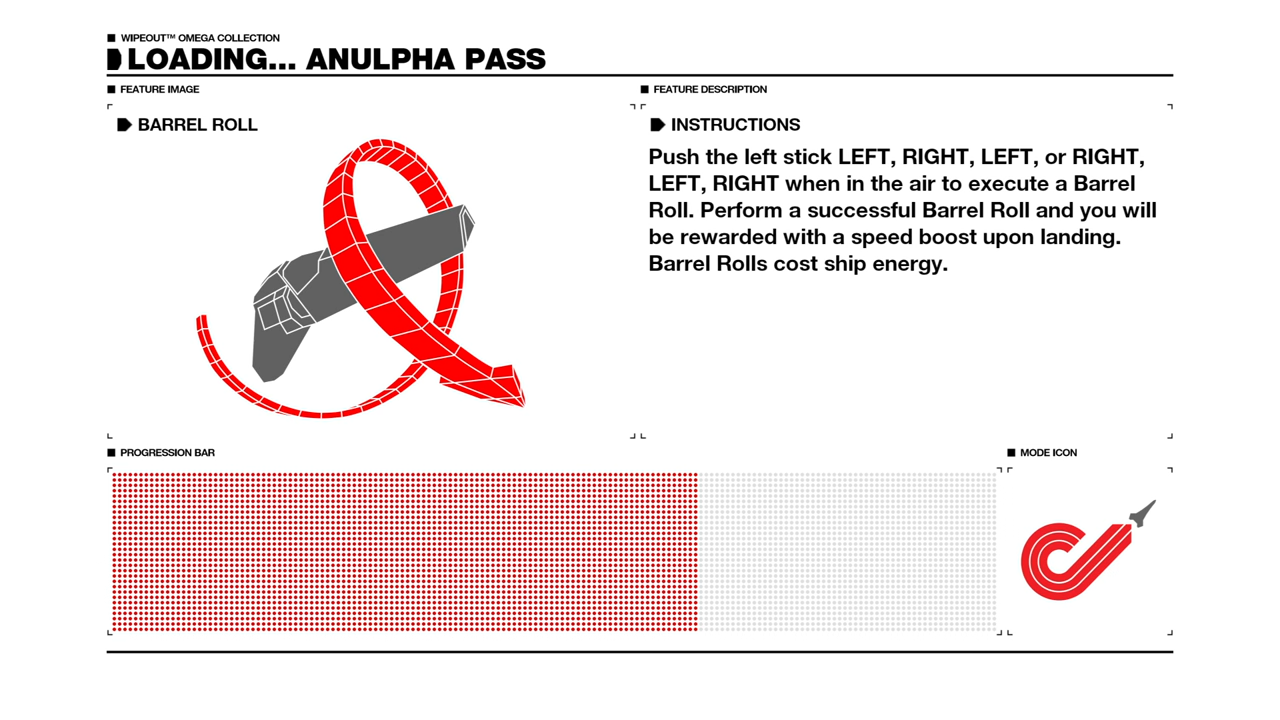 WIPEOUT™ OMEGA COLLECTION
LOADING... ANULPHA PASS
FEATURE IMAGE
BARREL ROLL
FEATURE DESCRIPTION
INSTRUCTIONS
Push the left stick LEFT, RIGHT, LEFT, or RIGHT,
LEFT, RIGHT when in the air to execute a Barrel
Roll. Perform a successful Barrel Roll and you will
be rewarded with a speed boost upon landing.
Barrel Rolls cost ship energy.
PROGRESSION BAR
MODE ICON